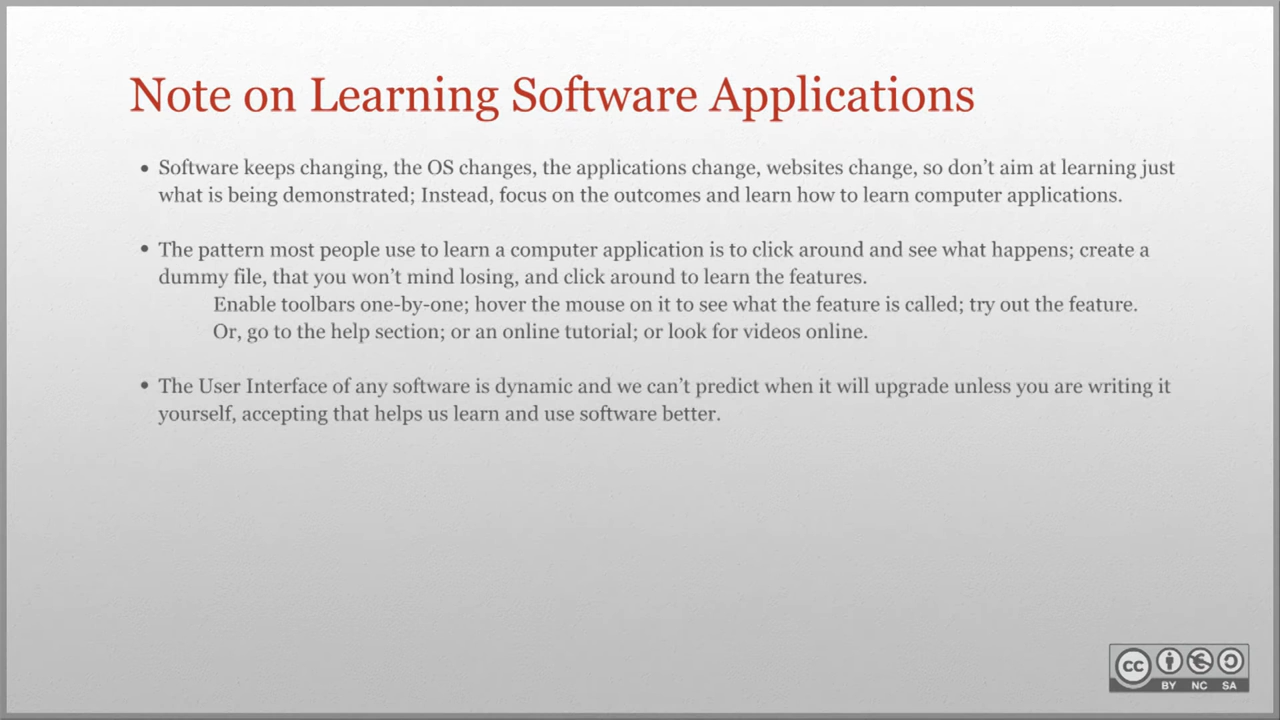 Note on Learning Software Applications
• Software keeps changing, the OS changes, the applications change, websites change, so don’t aim at learning just
what is being demonstrated; Instead, focus on the outcomes and learn how to learn computer applications.
• The pattern most people use to learn a computer application is to click around and see what happens; create a
dummy file, that you won’t mind losing, and click around to learn the features.
Enable toolbars one-by-one; hover the mouse on it to see what the feature is called; try out the feature.
Or, go to the help section; or an online tutorial; or look for videos online.
• The User Interface of any software is dynamic and we can’t predict when it will upgrade unless you are writing it
yourself, accepting that helps us learn and use software better.
cc
BY NC SA